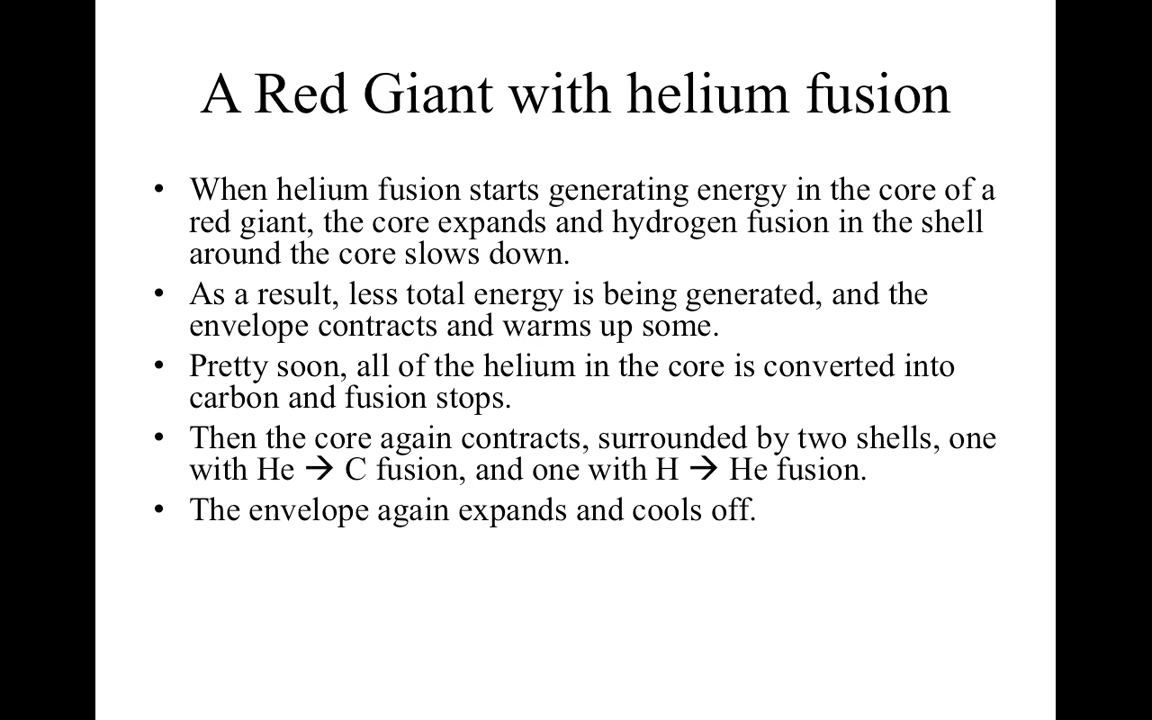 A Red Giant with helium fusion
• When helium fusion starts generating energy in the core of a
red giant, the core expands and hydrogen fusion in the shell
around the core slows down.
• As a result, less total energy is being generated, and the
envelope contracts and warms up some.
• Pretty soon, all of the helium in the core is converted into
carbon and fusion stops.
• Then the core again contracts, surrounded by two shells, one
with He → C fusion, and one with H → He fusion.
• The envelope again expands and cools off.